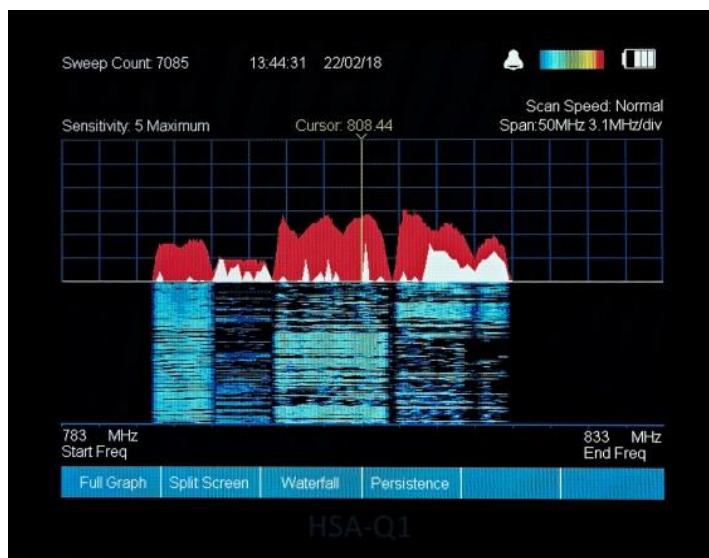 Sweep Count: 7085 13:44:31 22/02/18
Scan Speed: Normal
Sensitivity: 5 Maximum Cursor: 808.44 Span:50MHz 3.1MHz/div
783 MHz 833 MHz
Start Freq End Freq
Full Graph Split Screen Waterfall Persistence
HSA-Q1